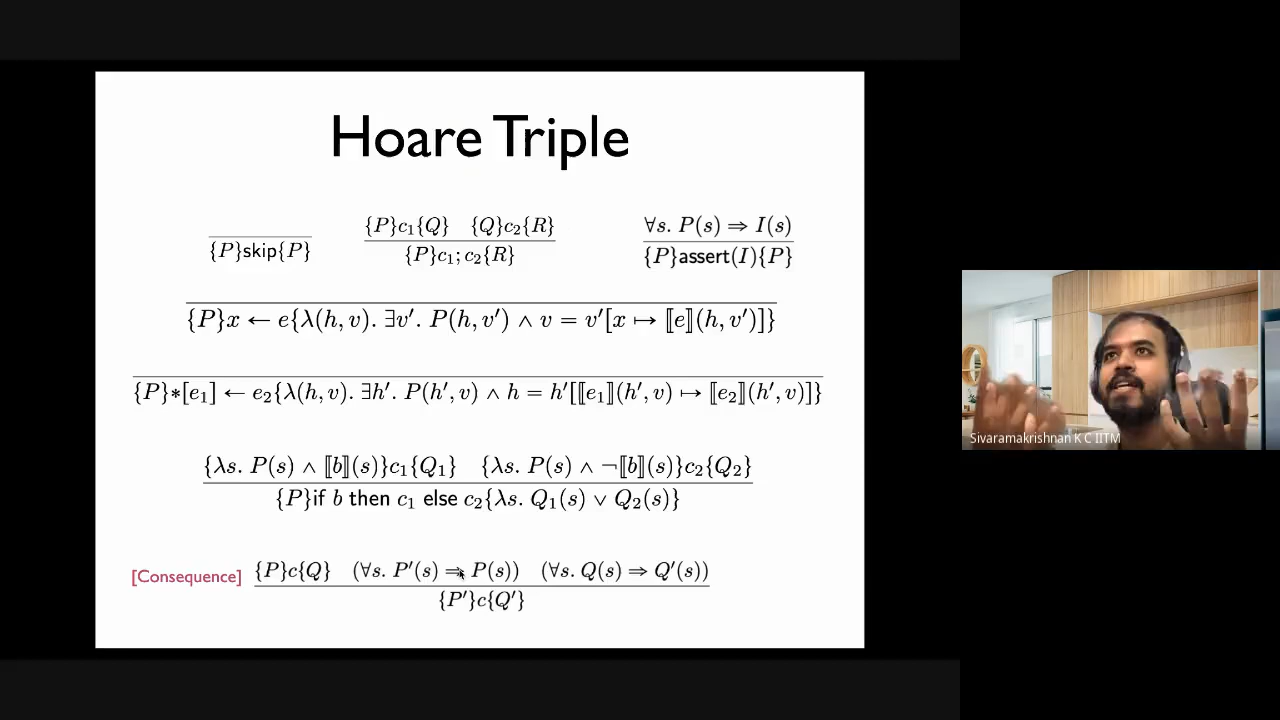 Hoare Triple
{P}c₁{Q} {Q}c₂{R} ∀s. P(s) ⇒ I(s)
{P}skip{P} {P}c₁; c₂{R} {P}assert(I){P}
{P}x ← e{λ(h, v). ∃v′. P(h, v′) ∧ v = v′[x ↦ ⟦e⟧(h, v′)]}
{P}∗[e₁] ← e₂{λ(h, v). ∃h′. P(h′, v) ∧ h = h′[⟦e₁⟧(h′, v) ↦ ⟦e₂⟧(h′, v)]}
{λs. P(s) ∧ ⟦b⟧(s)}c₁{Q₁} {λs. P(s) ∧ ¬⟦b⟧(s)}c₂{Q₂}
{P}if b then c₁ else c₂{λs. Q₁(s) ∨ Q₂(s)}
[Consequence] {P}c{Q} (∀s. P′(s) ⇒ P(s)) (∀s. Q(s) ⇒ Q′(s))
{P′}c{Q′}
Sivaramakrishnan K C IITM